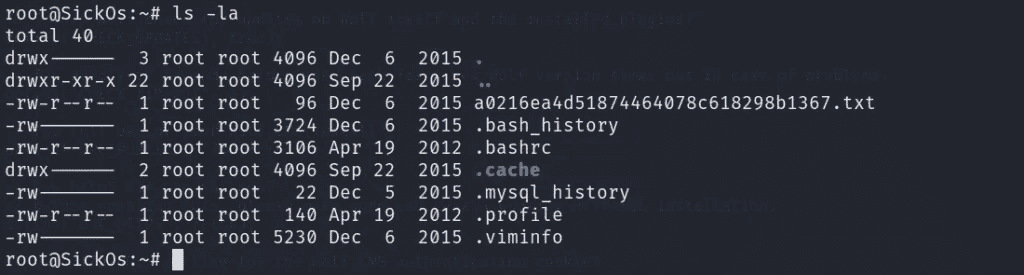 root@SickOs:~# ls -la
total 40
drwx------  3 root root 4096 Dec  6  2015 .
drwxr-xr-x 22 root root 4096 Sep 22  2015 ..
-rw-r--r--  1 root root   96 Dec  6  2015 a0216ea4d51874464078c618298b1367.txt
-rw-------  1 root root 3724 Dec  6  2015 .bash_history
-rw-r--r--  1 root root 3106 Apr 19  2012 .bashrc
drwx------  2 root root 4096 Sep 22  2015 .cache
-rw-------  1 root root   22 Dec  5  2015 .mysql_history
-rw-r--r--  1 root root  140 Apr 19  2012 .profile
-rw-------  1 root root 5230 Dec  6  2015 .viminfo
root@SickOs:~#